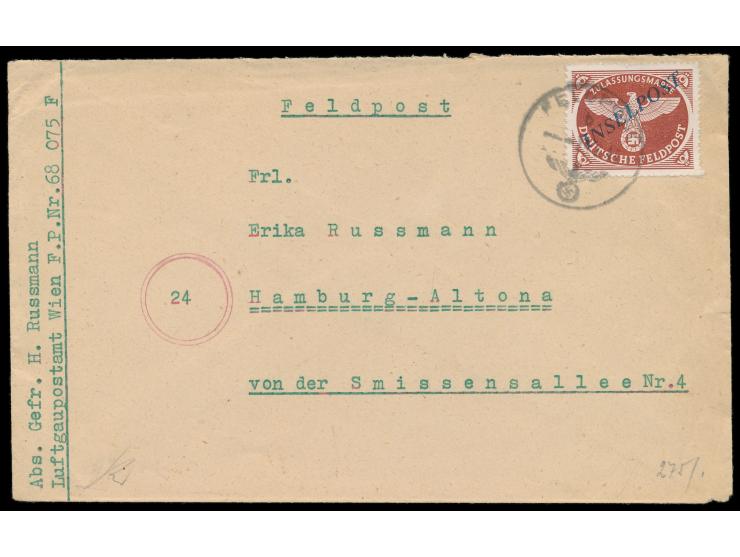 Feldpost
ZULASSUNGSMARKE
INSELPOST
DEUTSCHE FELDPOST
Frl.
Erika Russmann
24
Hamburg-Altona
von der Smissensallee Nr.4
Abs. Gefr. H. Russmann
Luftgaupostamt Wien F.P.Nr.68 075 F
275/.